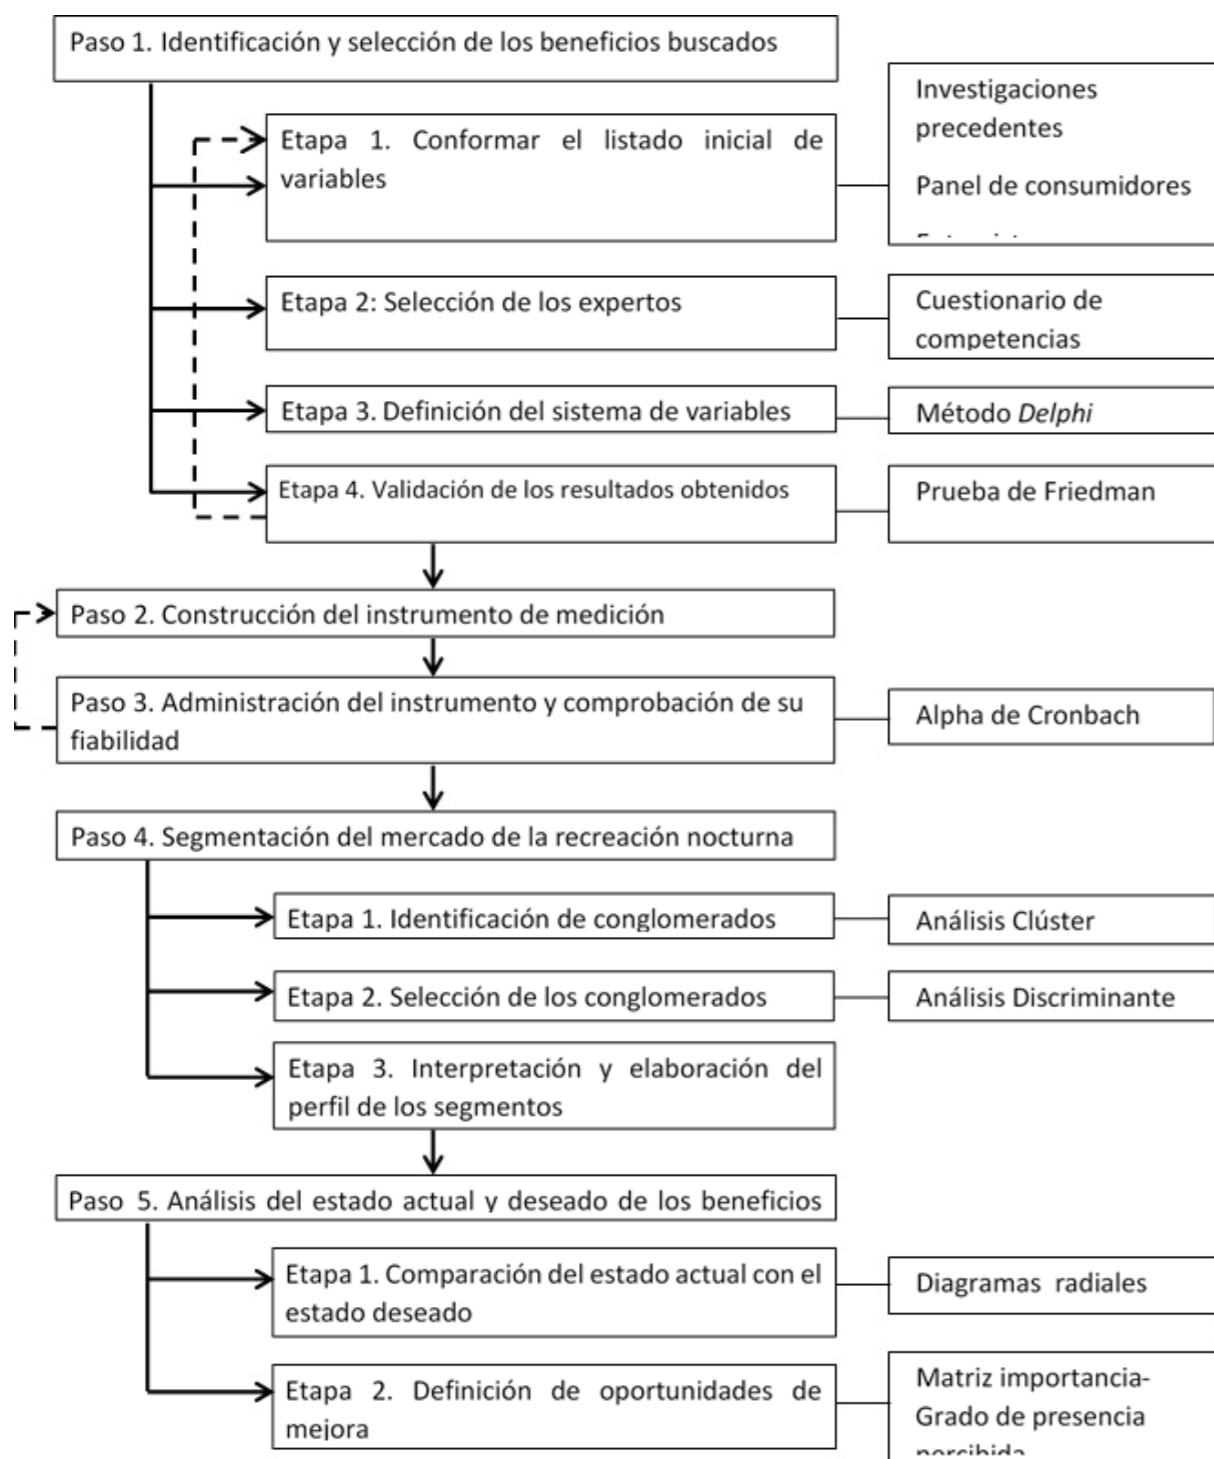 Paso 1. Identificación y selección de los beneficios buscados
Investigaciones
precedentes
Panel de consumidores
Etapa 1. Conformar el listado inicial de
variables
Etapa 2: Selección de los expertos
Cuestionario de
competencias
Etapa 3. Definición del sistema de variables
Método Delphi
Etapa 4. Validación de los resultados obtenidos
Prueba de Friedman
Paso 2. Construcción del instrumento de medición
Paso 3. Administración del instrumento y comprobación de su
fiabilidad
Alpha de Cronbach
Paso 4. Segmentación del mercado de la recreación nocturna
Etapa 1. Identificación de conglomerados
Análisis Clúster
Etapa 2. Selección de los conglomerados
Análisis Discriminante
Etapa 3. Interpretación y elaboración del
perfil de los segmentos
Paso 5. Análisis del estado actual y deseado de los beneficios
Etapa 1. Comparación del estado actual con el
estado deseado
Diagramas radiales
Etapa 2. Definición de oportunidades de
mejora
Matriz importancia-
Grado de presencia
percibida